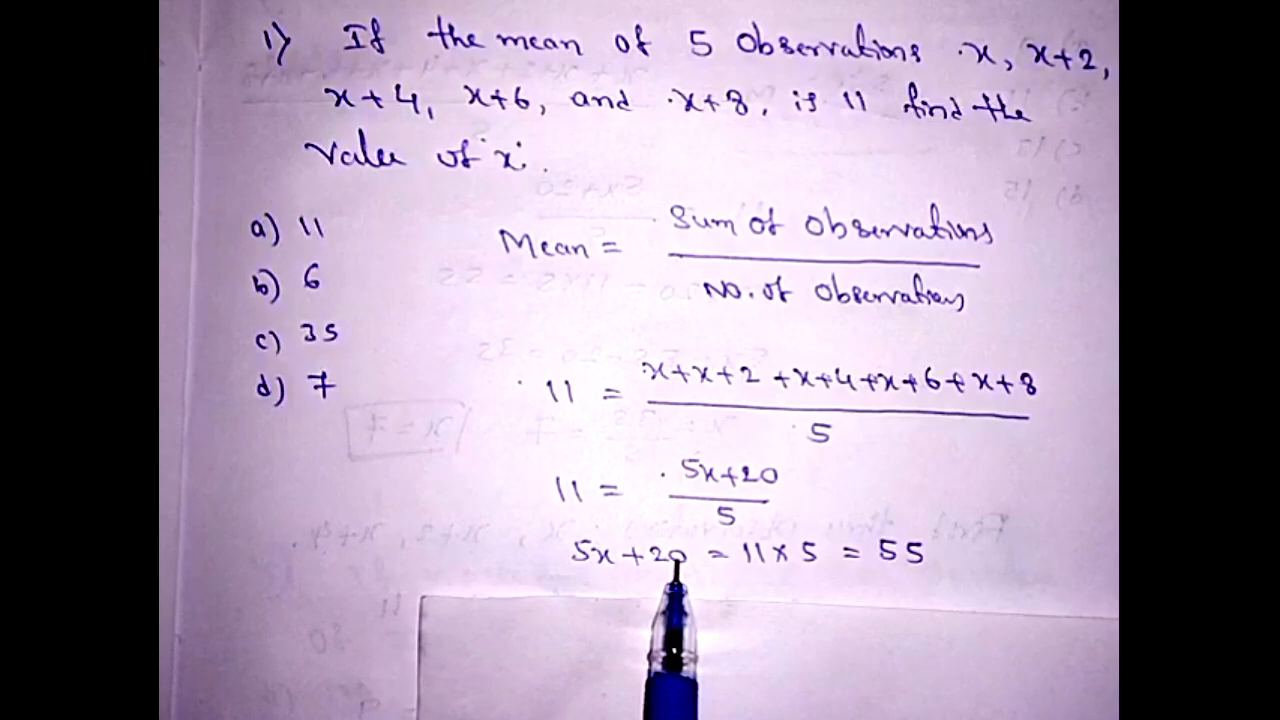 1) If the mean of 5 Observations x, x+2,
x+4, x+6, and x+8, is 11 find the
Value of x.
a) 11
b) 6
c) 35
d) 7
Mean = Sum of Observations
No. of Observations
11 = x+x+2+x+4+x+6+x+8
5
11 = 5x+20
5
5x+20 = 11x5 = 55